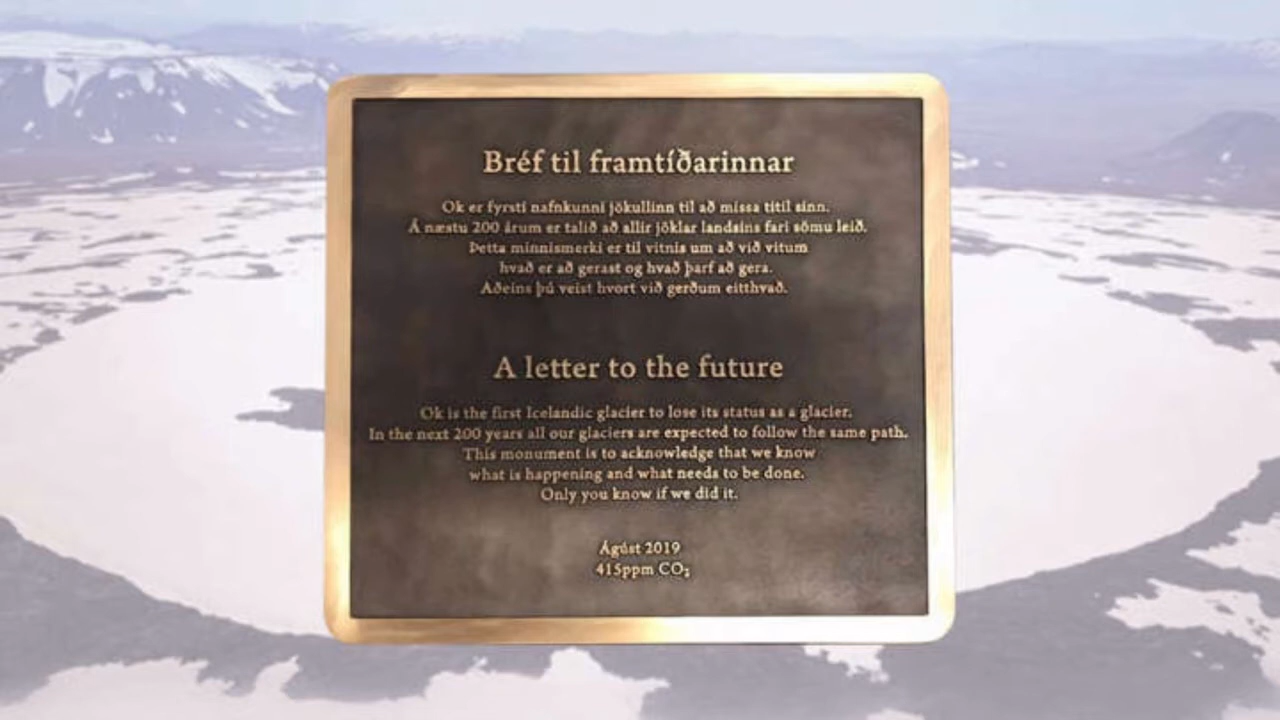 Bréf til framtíðarinnar
Ok er fyrsti nafnkunni jökullinn til að missa titil sinn.
Á næstu 200 árum er talið að allir jöklar landsins fari sömu leið.
Þetta minnismerki er til vitnis um að við vitum
hvað er að gerast og hvað þarf að gera.
Aðeins þú veist hvort við gerðum eitthvað.
A letter to the future
Ok is the first Icelandic glacier to lose its status as a glacier.
In the next 200 years all our glaciers are expected to follow the same path.
This monument is to acknowledge that we know
what is happening and what needs to be done.
Only you know if we did it.
Ágúst 2019
415ppm CO₂